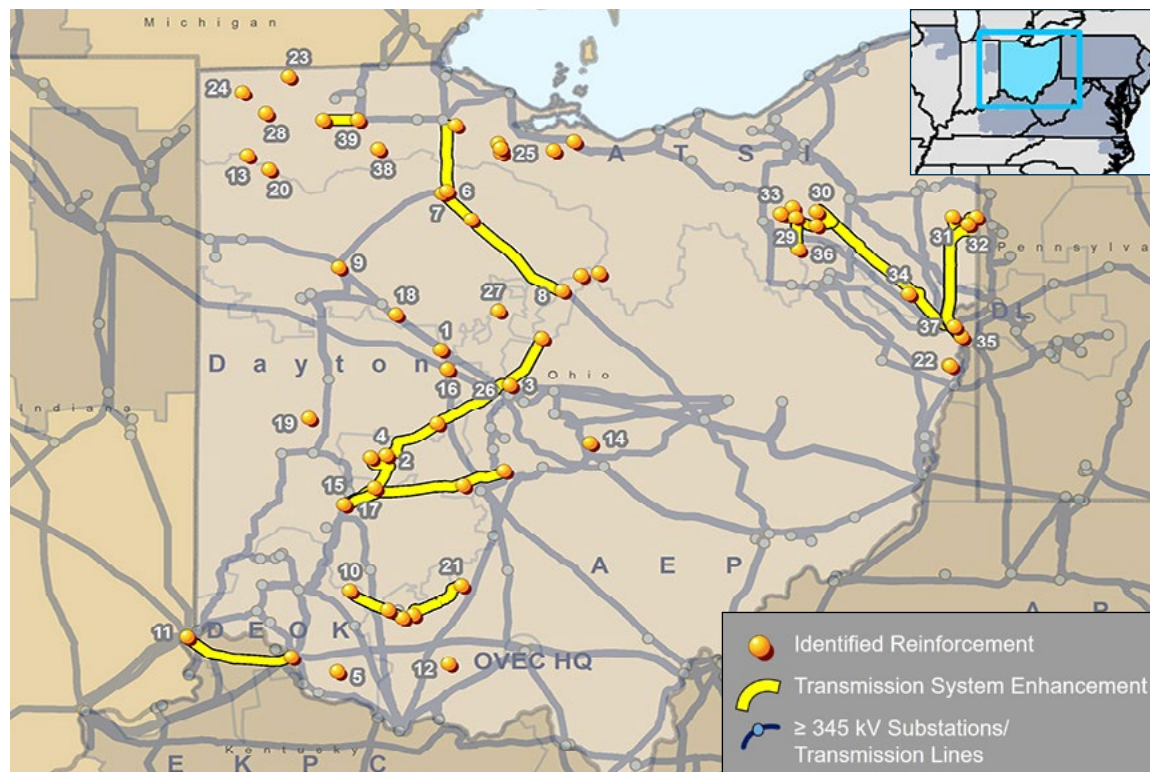 Michigan
23
24
28
39
13
20
38
25
A T S I
6
7
33
30
29
36
31
32
Pennsylva
9
8
34
18
27
37
DL
35
1
Dayton
16
26
3
Ohio
22
Indiana
19
4
2
14
15
17
10
21
A E P
11
D E O K
5
12
OVEC HQ
Kentucky
E K P C
A P
Identified Reinforcement
Transmission System Enhancement
≥ 345 kV Substations/
Transmission Lines